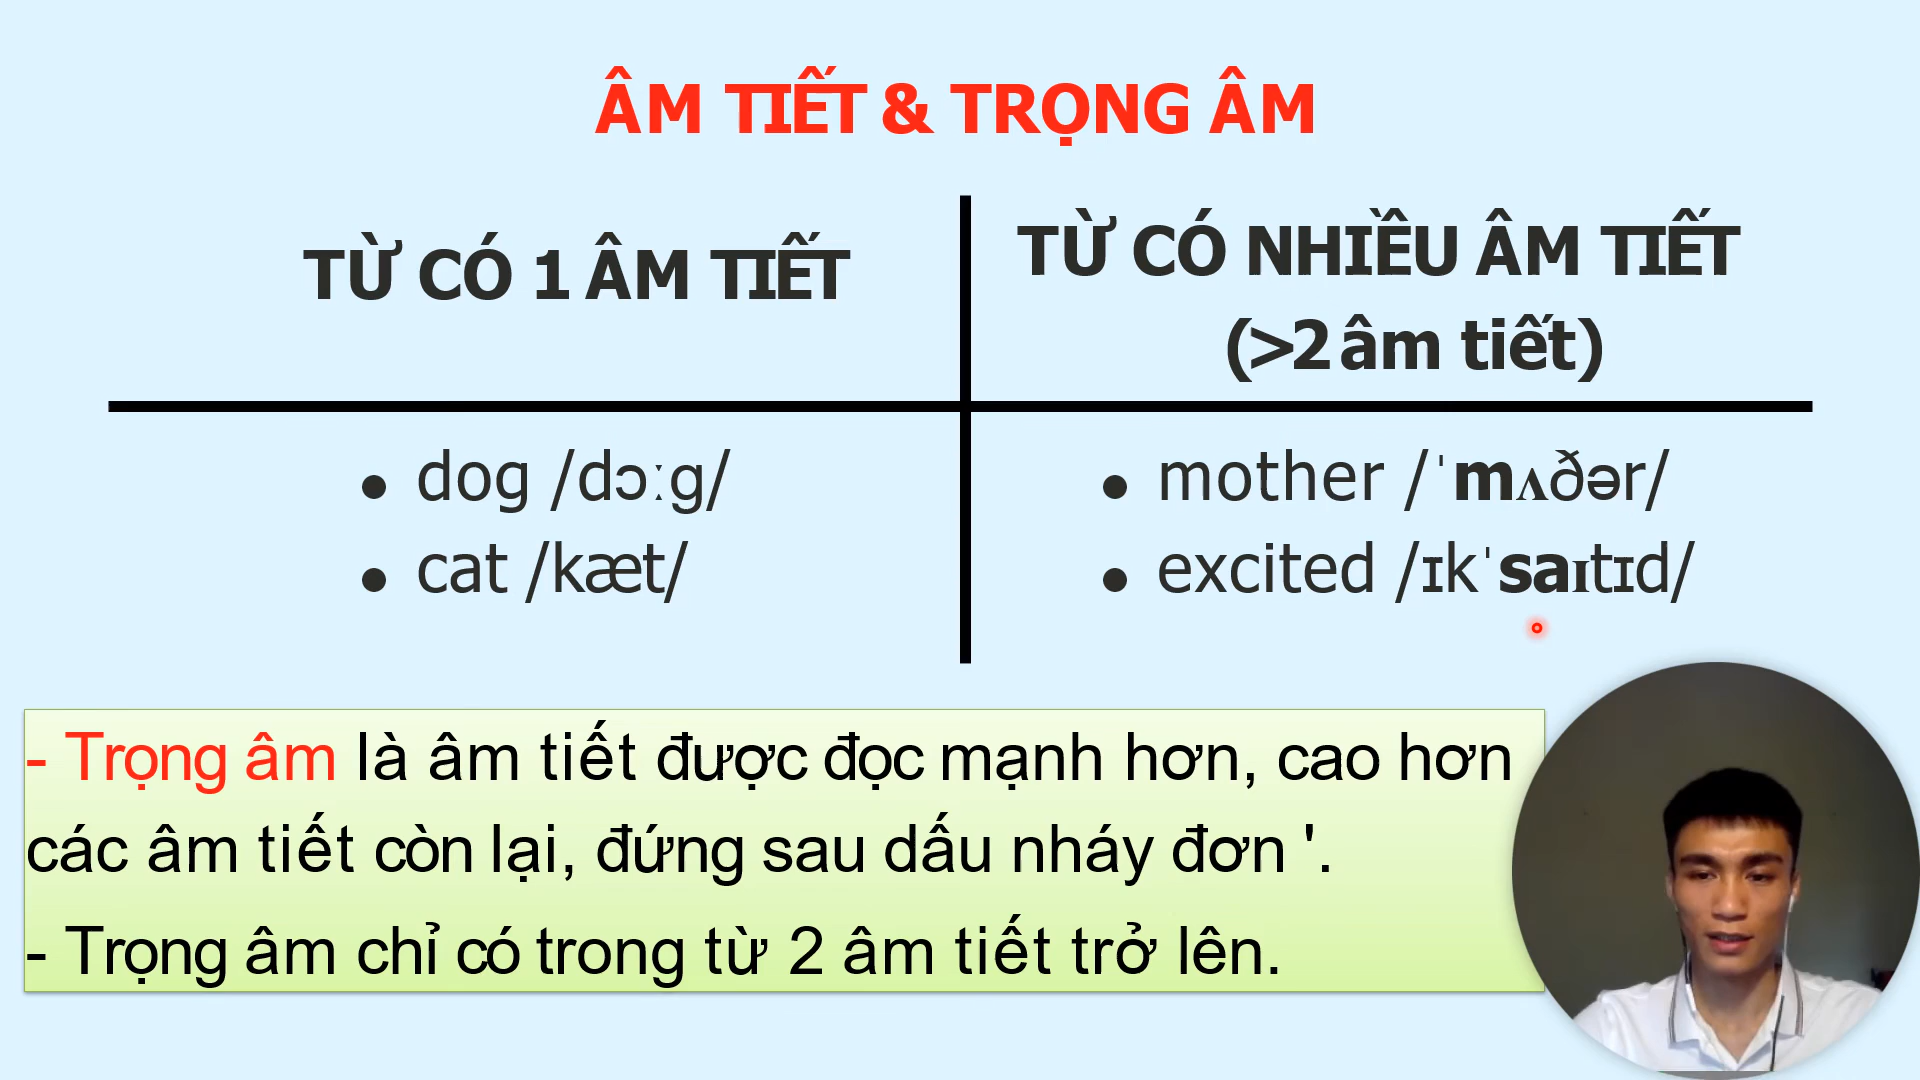 ÂM TIẾT & TRỌNG ÂM
TỪ CÓ 1 ÂM TIẾT
TỪ CÓ NHIỀU ÂM TIẾT
(>2 âm tiết)
• dog /dɔːg/
• cat /kæt/
• mother /ˈmʌðər/
• excited /ɪkˈsaɪtɪd/
- Trọng âm là âm tiết được đọc mạnh hơn, cao hơn
các âm tiết còn lại, đứng sau dấu nháy đơn '.
- Trọng âm chỉ có trong từ 2 âm tiết trở lên.